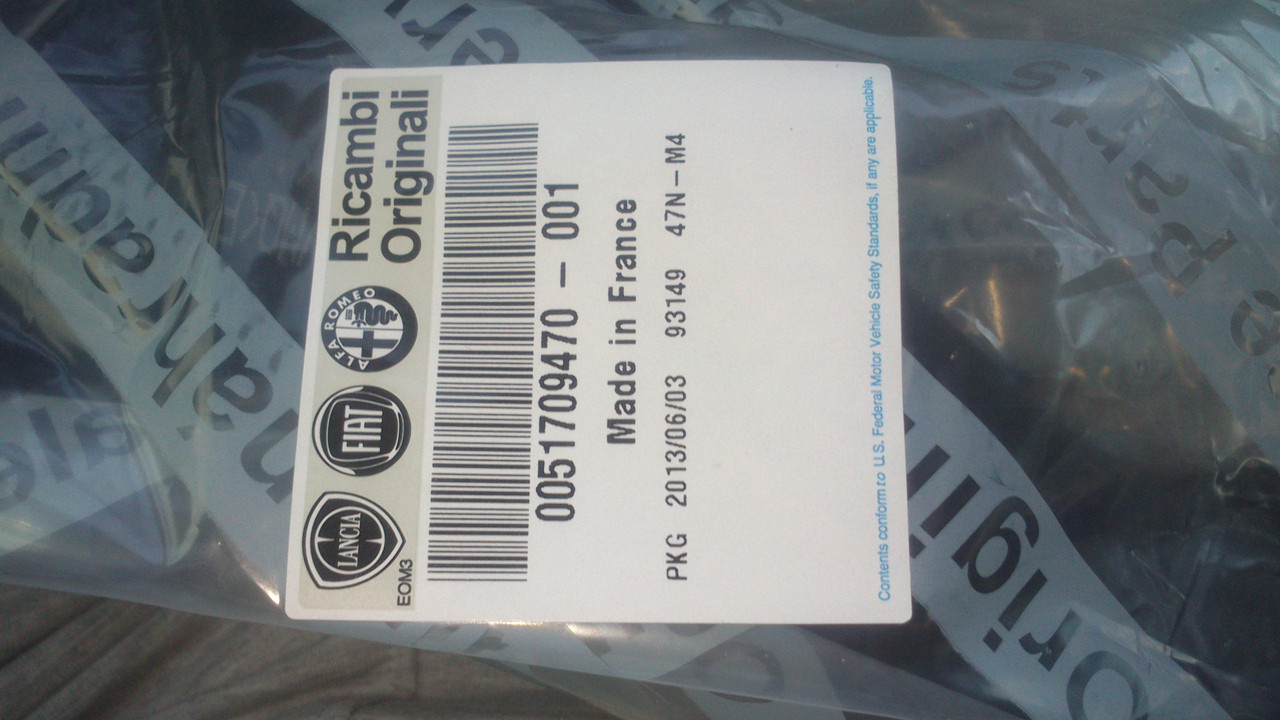 LANCIA
FIAT
ALFA ROMEO
Ricambi
Originali
EOM3
0051709470 – 001
Made in France
PKG 2013/06/03 93149 47N–M4
Contents conform to U.S. Federal Motor Vehicle Safety Standards, if any are applicable.